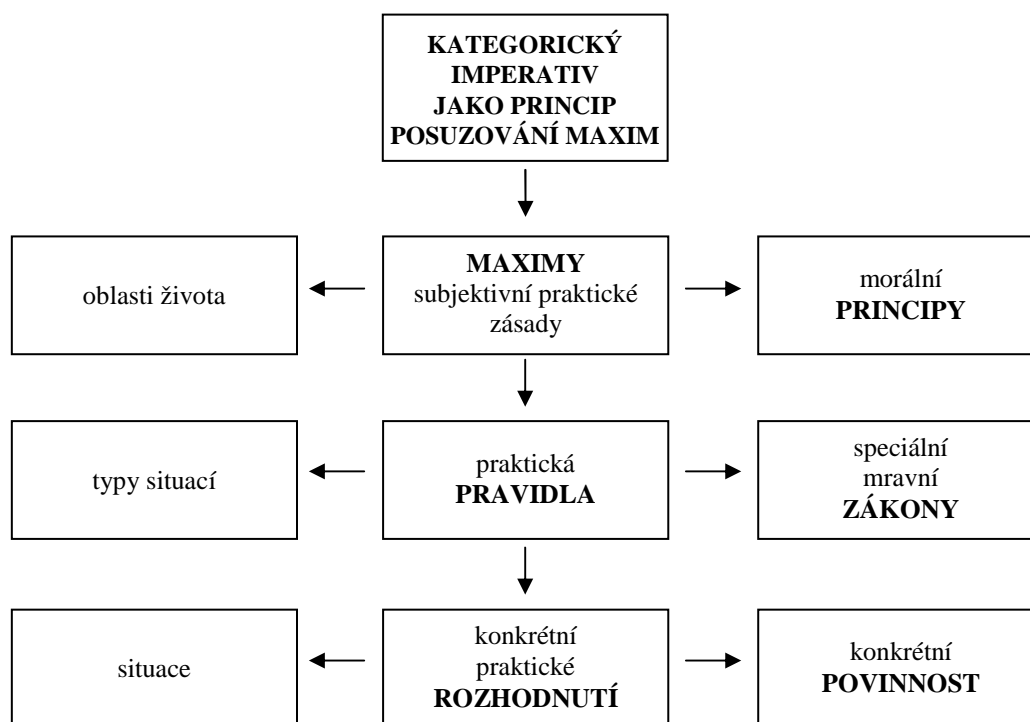 KATEGORICKÝ
IMPERATIV
JAKO PRINCIP
POSUZOVÁNÍ MAXIM
oblasti života
MAXIMY
subjektivní praktické
zásady
morální
PRINCIPY
typy situací
praktická
PRAVIDLA
speciální
mravní
ZÁKONY
situace
konkrétní
praktické
ROZHODNUTÍ
konkrétní
POVINNOST